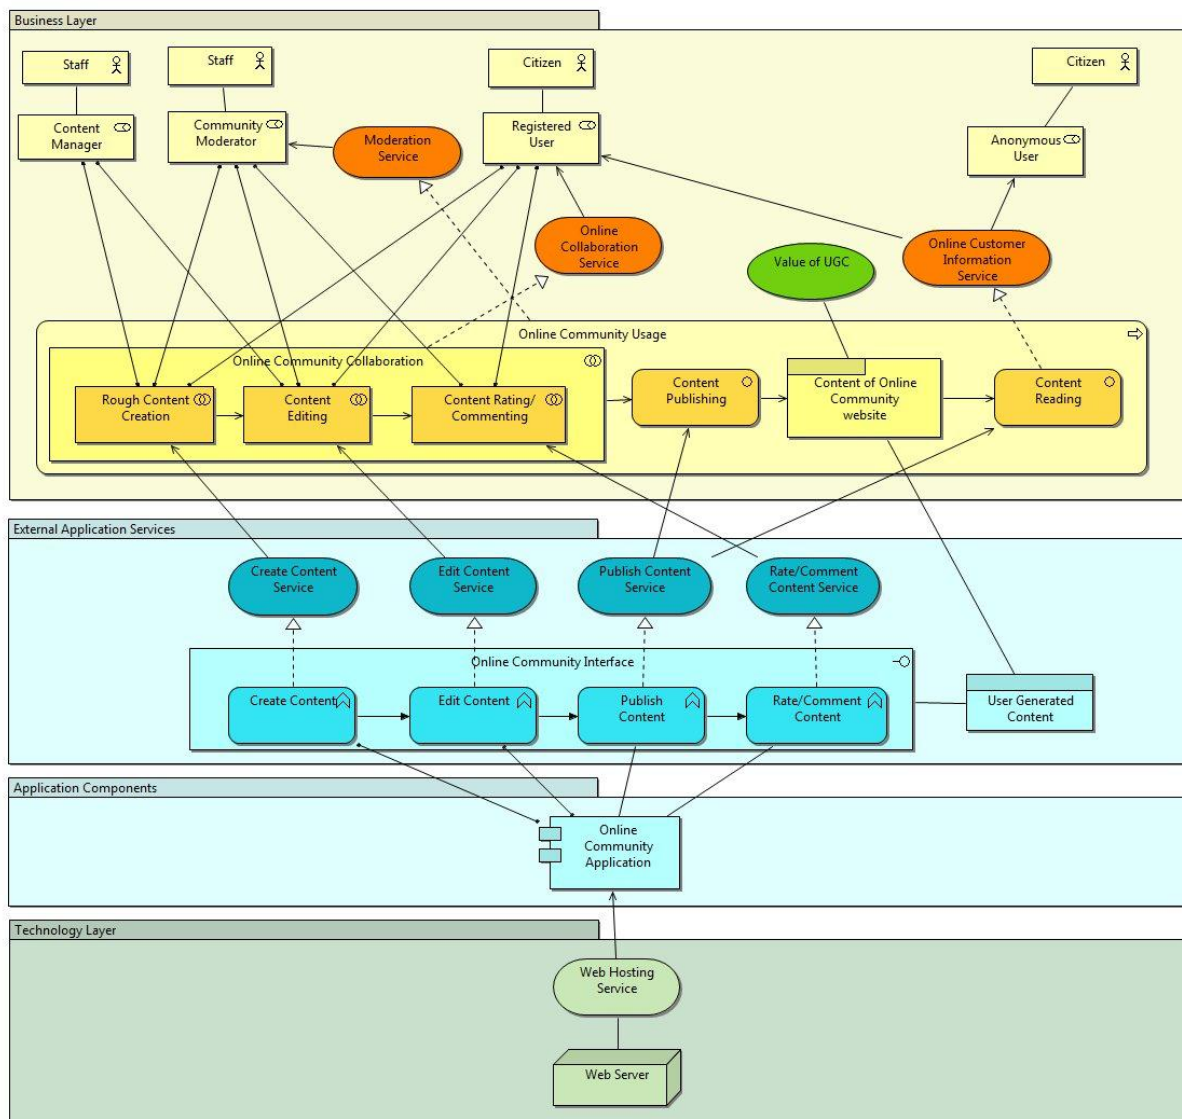 Business Layer
Staff
Staff
Citizen
Citizen
Content
Manager
Community
Moderator
Moderation
Service
Registered
User
Anonymous
User
Online
Collaboration
Service
Value of UGC
Online Customer
Information
Service
Online Community Usage
Online Community Collaboration
Rough Content
Creation
Content
Editing
Content Rating/
Commenting
Content
Publishing
Content of Online
Community
website
Content
Reading
External Application Services
Create Content
Service
Edit Content
Service
Publish Content
Service
Rate/Comment
Content Service
Online Community Interface
Create Content
Edit Content
Publish
Content
Rate/Comment
Content
User Generated
Content
Application Components
Online
Community
Application
Technology Layer
Web Hosting
Service
Web Server